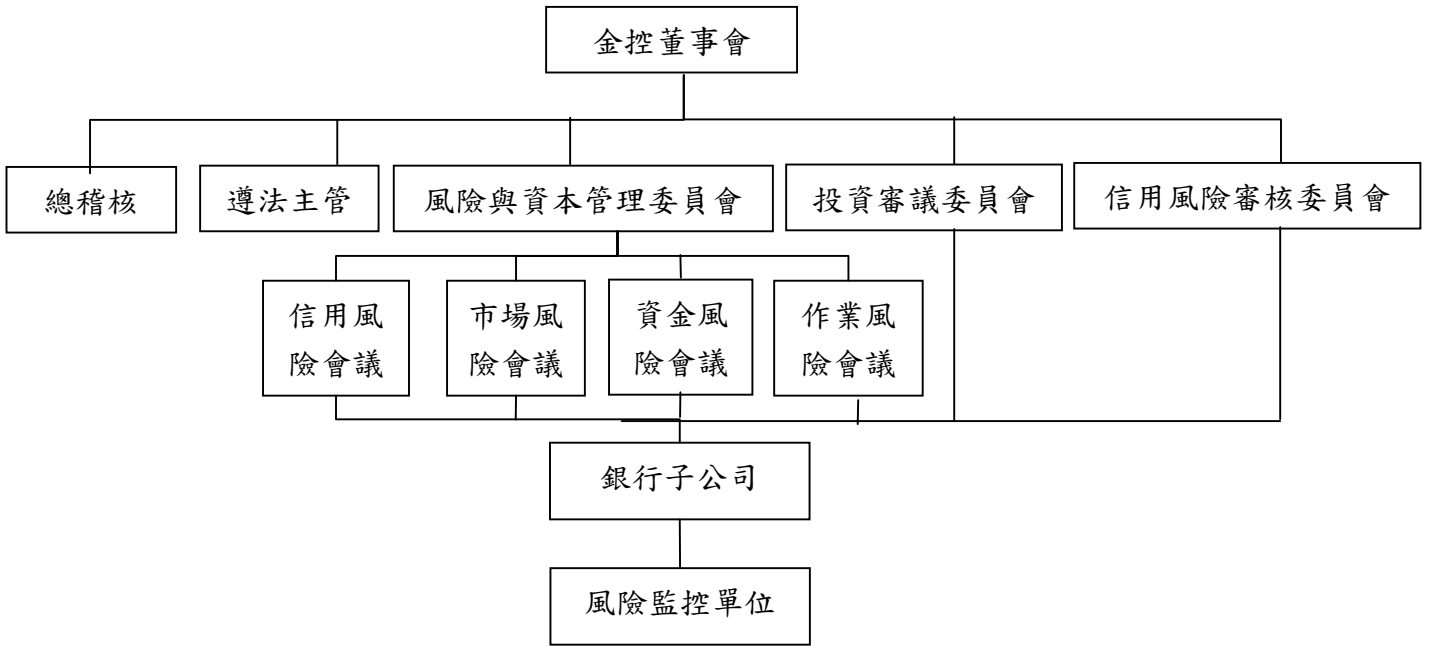 金控董事會
總稽核
遵法主管
風險與資本管理委員會
投資審議委員會
信用風險審核委員會
信用風
險會議
市場風
險會議
資金風
險會議
作業風
險會議
銀行子公司
風險監控單位